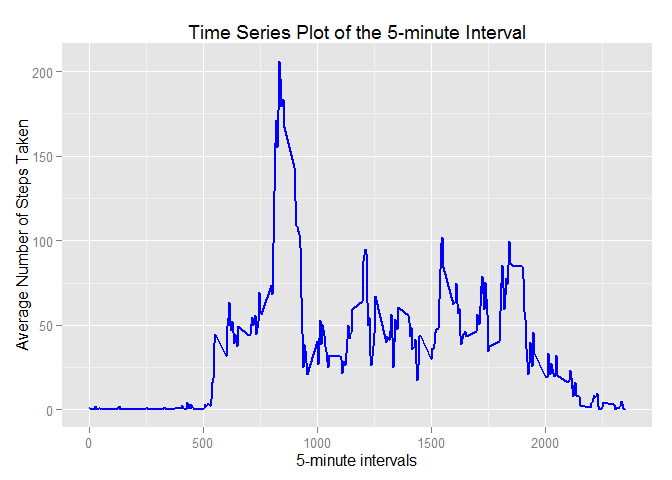 Time Series Plot of the 5-minute Interval
Average Number of Steps Taken
200
150
100
50
0
0 500 1000 1500 2000
5-minute intervals